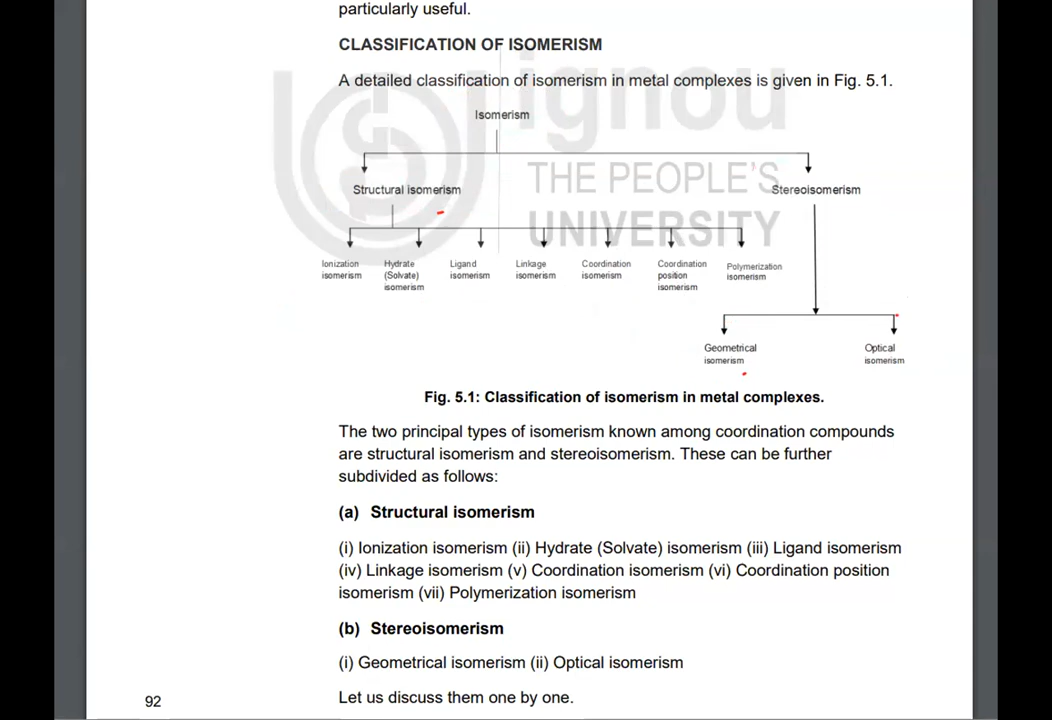 particularly useful.
CLASSIFICATION OF ISOMERISM
A detailed classification of isomerism in metal complexes is given in Fig. 5.1.
ignou
THE PEOPLE'S
UNIVERSITY
Isomerism
Structural isomerism
Stereoisomerism
Ionization
isomerism
Hydrate
(Solvate)
isomerism
Ligand
isomerism
Linkage
isomerism
Coordination
isomerism
Coordination
position
isomerism
Polymerization
isomerism
Geometrical
isomerism
Optical
isomerism
Fig. 5.1: Classification of isomerism in metal complexes.
The two principal types of isomerism known among coordination compounds
are structural isomerism and stereoisomerism. These can be further
subdivided as follows:
(a) Structural isomerism
(i) Ionization isomerism (ii) Hydrate (Solvate) isomerism (iii) Ligand isomerism
(iv) Linkage isomerism (v) Coordination isomerism (vi) Coordination position
isomerism (vii) Polymerization isomerism
(b) Stereoisomerism
(i) Geometrical isomerism (ii) Optical isomerism
Let us discuss them one by one.
92